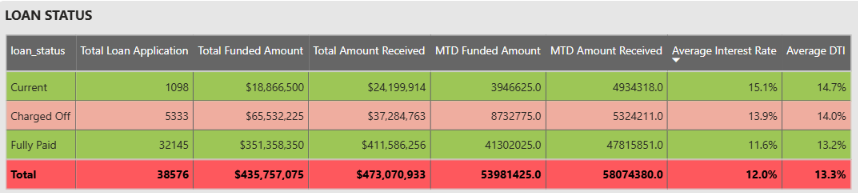 LOAN STATUS
loan_status Total Loan Application Total Funded Amount Total Amount Received MTD Funded Amount MTD Amount Received Average Interest Rate Average DTI
Current 1098 $18,866,500 $24,199,914 3946625.0 4934318.0 15.1% 14.7%
Charged Off 5333 $65,532,225 $37,284,763 8732775.0 5324211.0 13.9% 14.0%
Fully Paid 32145 $351,358,350 $411,586,256 41302025.0 47815851.0 11.6% 13.2%
Total 38576 $435,757,075 $473,070,933 53981425.0 58074380.0 12.0% 13.3%